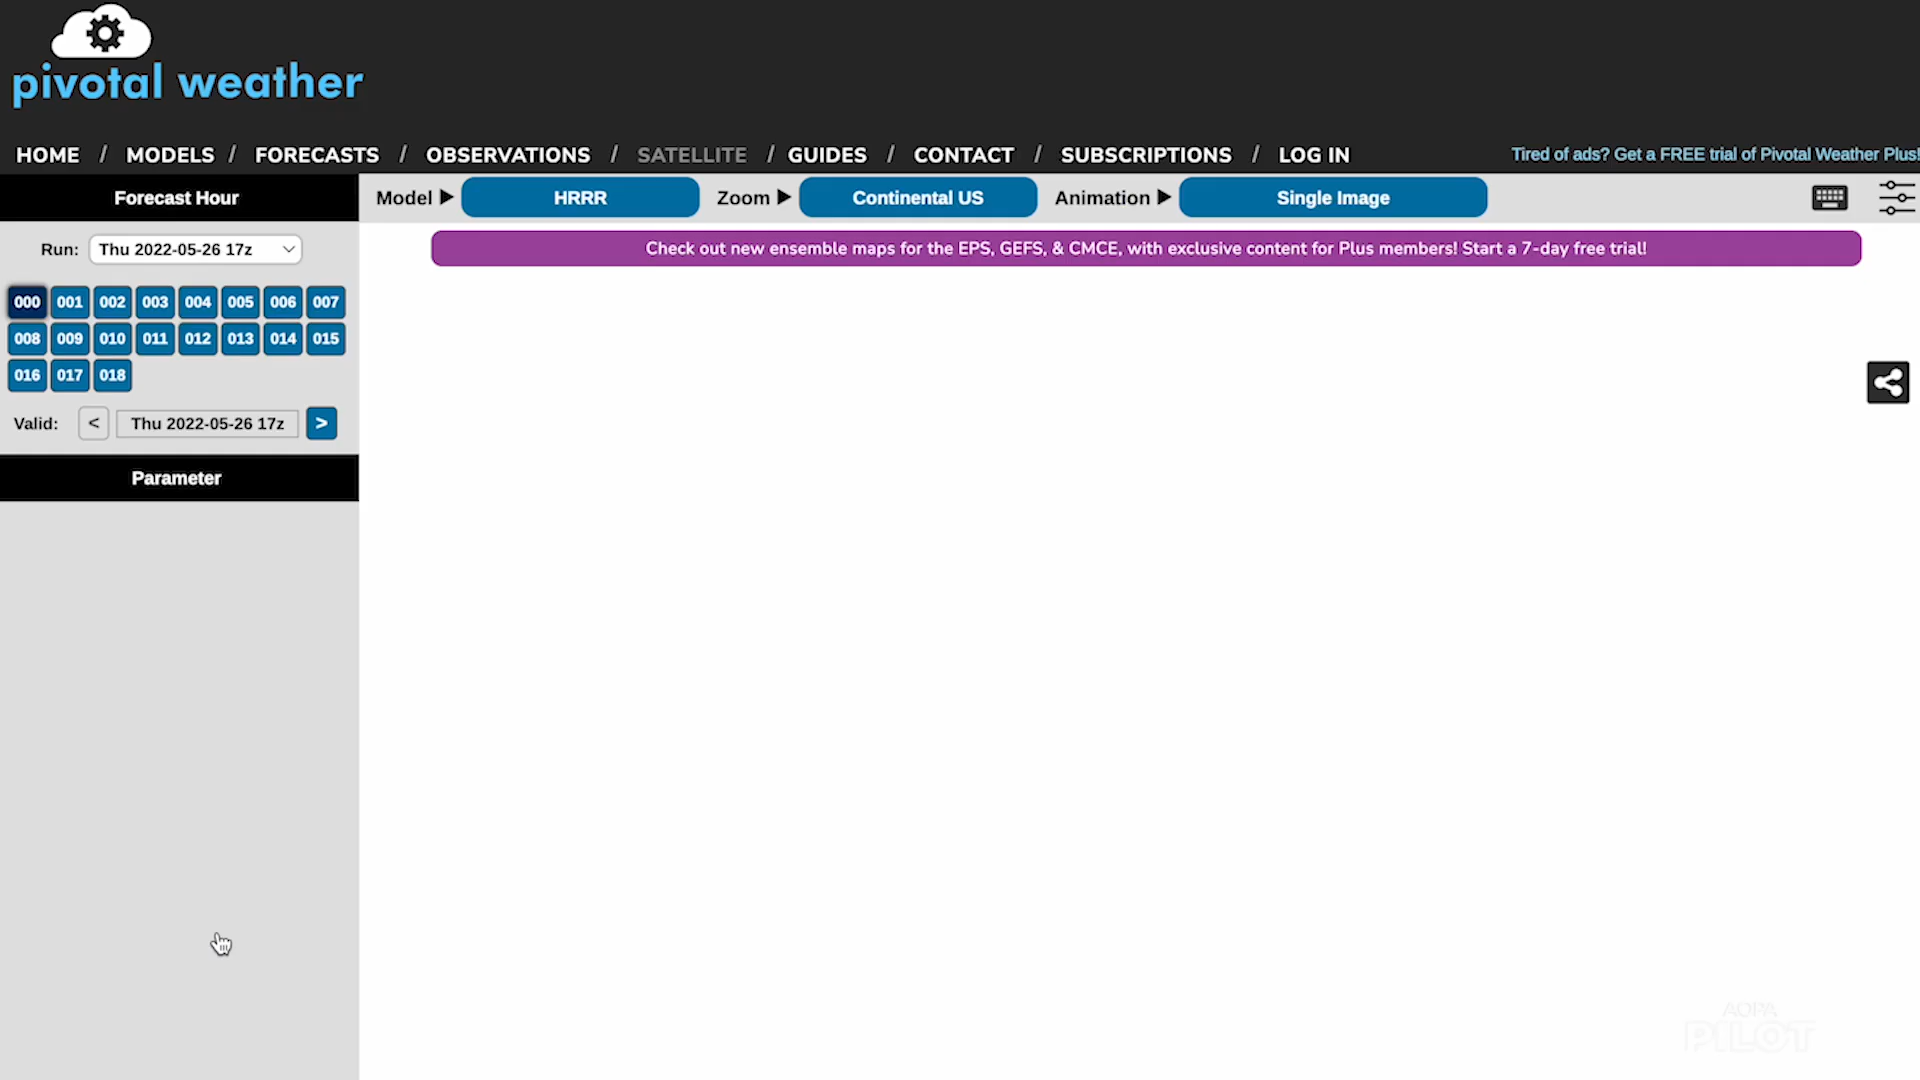 pivotal weather
HOME / MODELS / FORECASTS / OBSERVATIONS / SATELLITE / GUIDES / CONTACT / SUBSCRIPTIONS / LOG IN
Tired of ads? Get a FREE trial of Pivotal Weather Plus!
Forecast Hour
Model ▶ HRRR Zoom ▶ Continental US Animation ▶ Single Image
Run: Thu 2022-05-26 17z
Check out new ensemble maps for the EPS, GEFS, & CMCE, with exclusive content for Plus members! Start a 7-day free trial!
000 001 002 003 004 005 006 007
008 009 010 011 012 013 014 015
016 017 018
Valid: < Thu 2022-05-26 17z >
Parameter
AOPA
PILOT